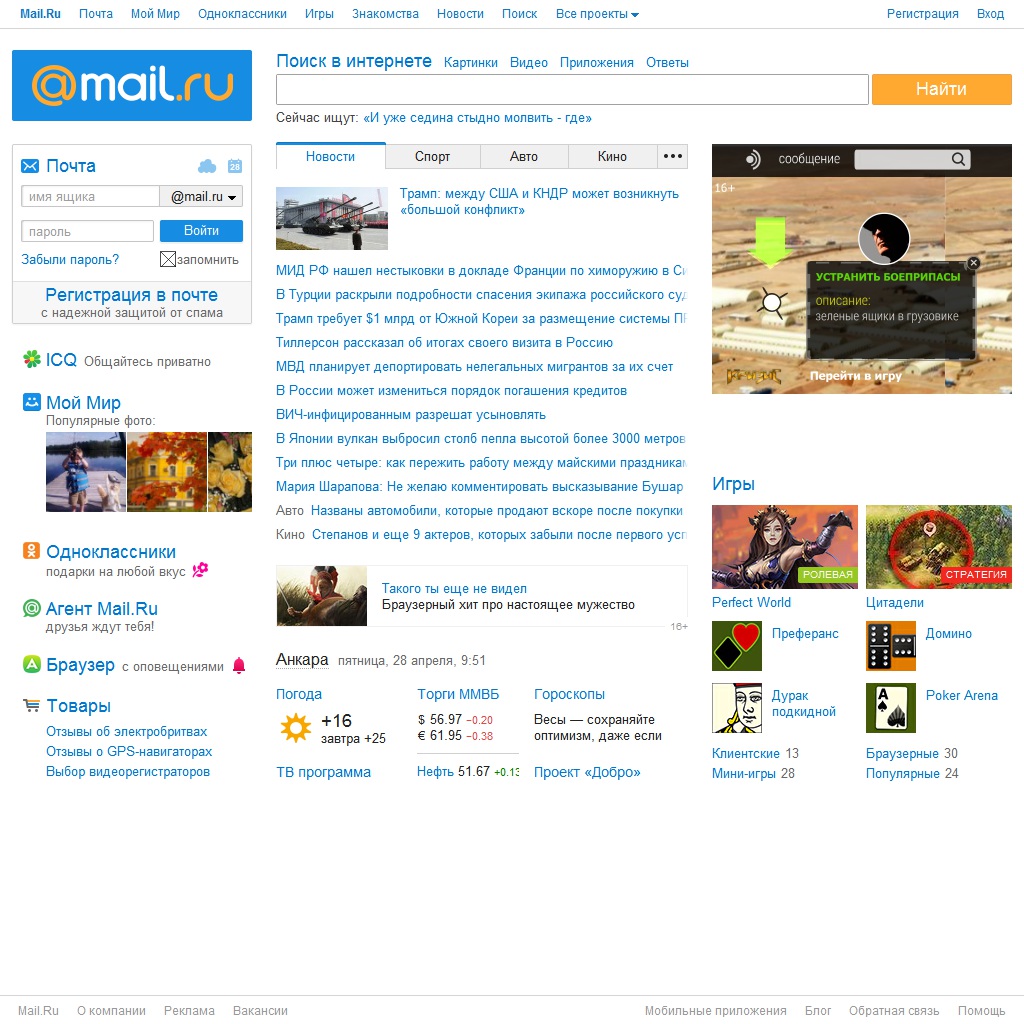 Mail.Ru Почта Мой Мир Одноклассники Игры Знакомства Новости Поиск Все проекты Регистрация Вход
@mail.ru
Поиск в интернете Картинки Видео Приложения Ответы
Найти
Сейчас ищут: «И уже седина стыдно молвить - где»
Почта 28
имя ящика @mail.ru
пароль Войти
Забыли пароль? запомнить
Регистрация в почте
с надежной защитой от спама
ICQ Общайтесь приватно
Мой Мир
Популярные фото:
Одноклассники
подарки на любой вкус
Агент Mail.Ru
друзья ждут тебя!
Браузер с оповещениями
Товары
Отзывы об электробритвах
Отзывы о GPS-навигаторах
Выбор видеорегистраторов
Новости Спорт Авто Кино
Трамп: между США и КНДР может возникнуть
«большой конфликт»
МИД РФ нашел нестыковки в докладе Франции по химоружию в Си
В Турции раскрыли подробности спасения экипажа российского суд
Трамп требует $1 млрд от Южной Кореи за размещение системы ПР
Тиллерсон рассказал об итогах своего визита в Россию
МВД планирует депортировать нелегальных мигрантов за их счет
В России может измениться порядок погашения кредитов
ВИЧ-инфицированным разрешат усыновлять
В Японии вулкан выбросил столб пепла высотой более 3000 метров
Три плюс четыре: как пережить работу между майскими праздникам
Мария Шарапова: Не желаю комментировать высказывание Бушар
Авто Названы автомобили, которые продают вскоре после покупки
Кино Степанов и еще 9 актеров, которых забыли после первого усп
Такого ты еще не видел
Браузерный хит про настоящее мужество
16+
Анкара пятница, 28 апреля, 9:51
Погода Торги ММВБ Гороскопы
+16 $ 56.97 −0.20 Весы — сохраняйте
завтра +25 € 61.95 −0.38 оптимизм, даже если
ТВ программа Нефть 51.67 +0.13 Проект «Добро»
сообщение
16+
УСТРАНИТЬ БОЕПРИПАСЫ
описание:
зеленые ящики в грузовике
Перейти в игру
Игры
РОЛЕВАЯ СТРАТЕГИЯ
Perfect World Цитадели
Преферанс Домино
Дурак
подкидной
A Poker Arena
Клиентские 13 Браузерные 30
Мини-игры 28 Популярные 24
Mail.Ru О компании Реклама Вакансии Мобильные приложения Блог Обратная связь Помощь